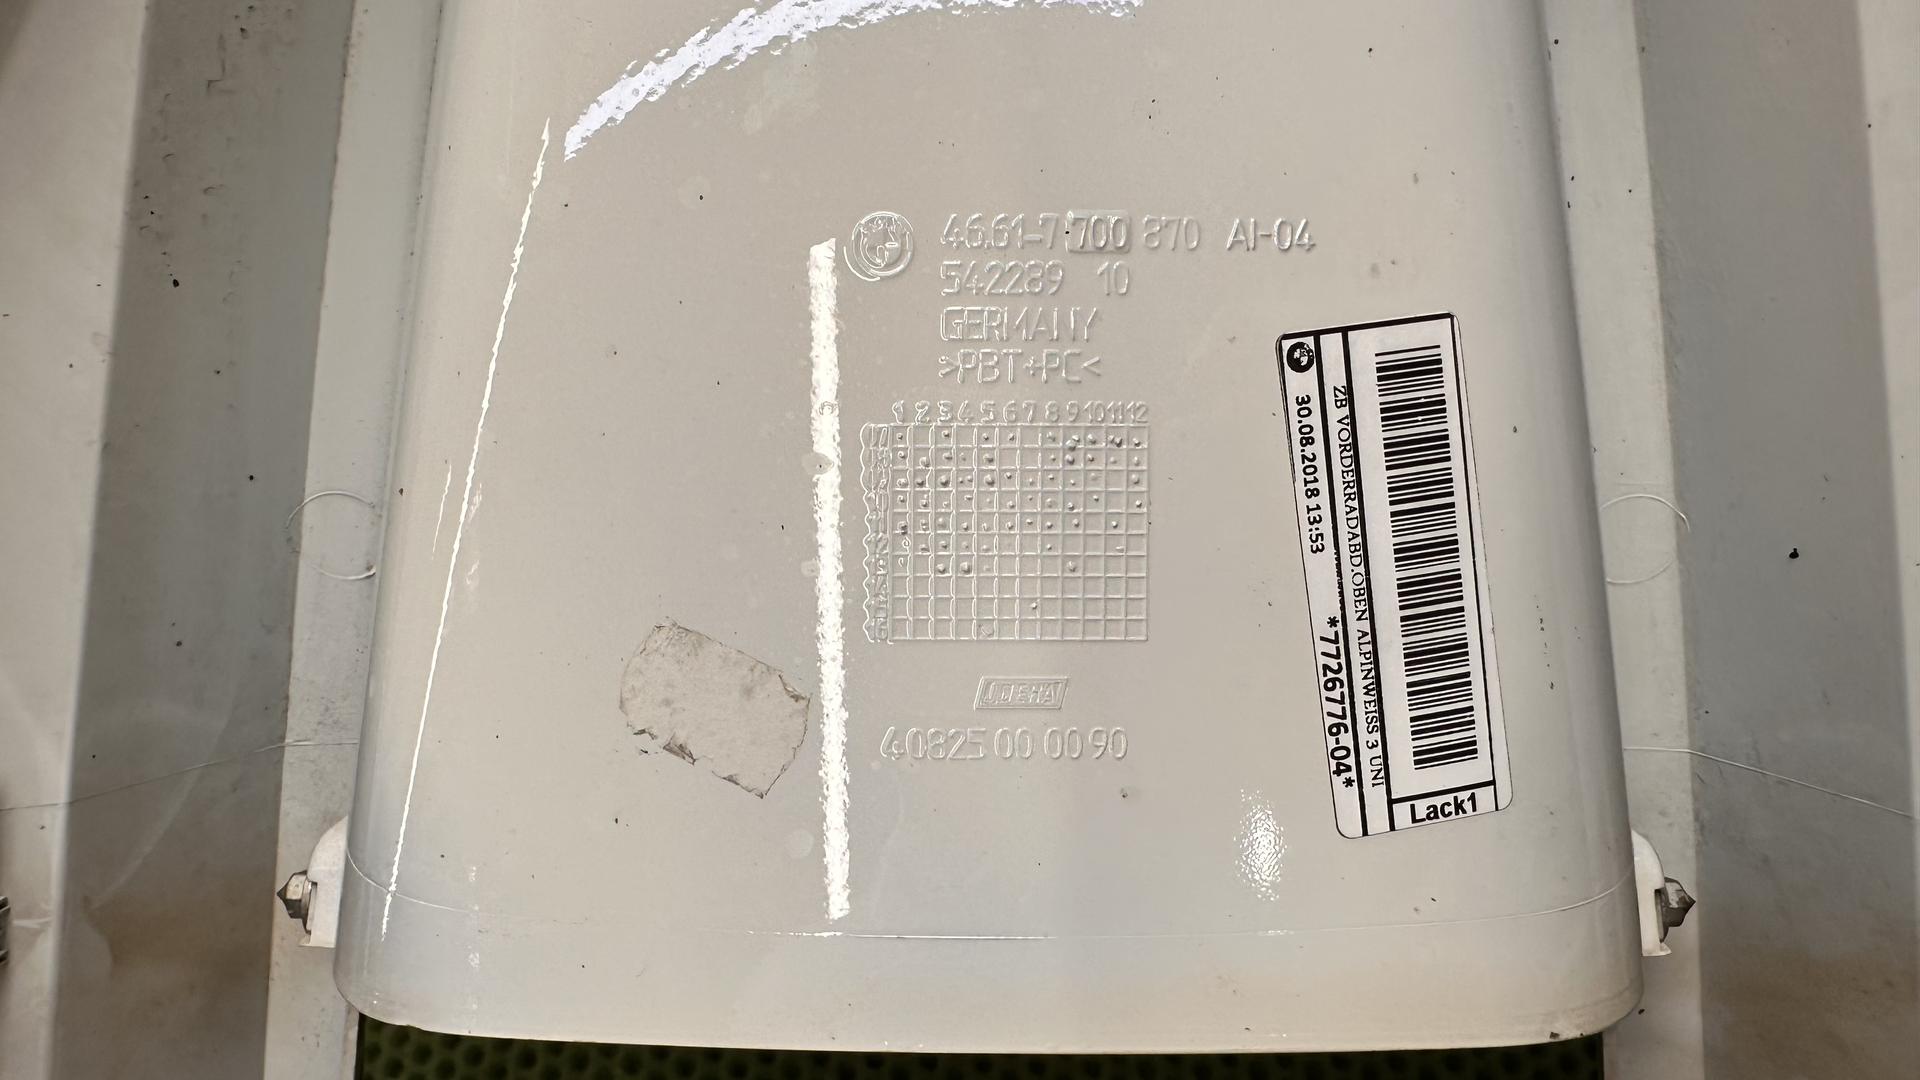 46.61-7 700 870 AI-04
542289 10
GERMANY
>PBT+PC<
1 2 3 4 5 6 7 8 9 10 11 12
40825 00 00 90
30.08.2018 13:53 *7726776-04*
ZB VORDERRADABD.OBEN ALPINWEISS 3 UNI
Lack1